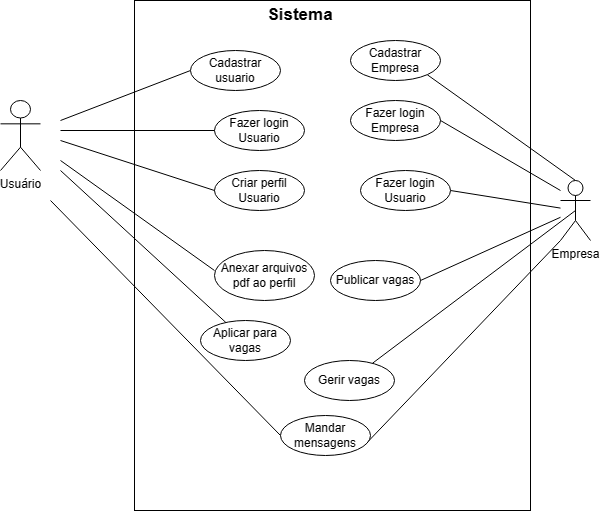 Sistema
Cadastrar
usuario
Cadastrar
Empresa
Fazer login
Usuario
Fazer login
Empresa
Usuário
Criar perfil
Usuario
Fazer login
Usuario
Empresa
Anexar arquivos
pdf ao perfil
Publicar vagas
Aplicar para
vagas
Gerir vagas
Mandar
mensagens